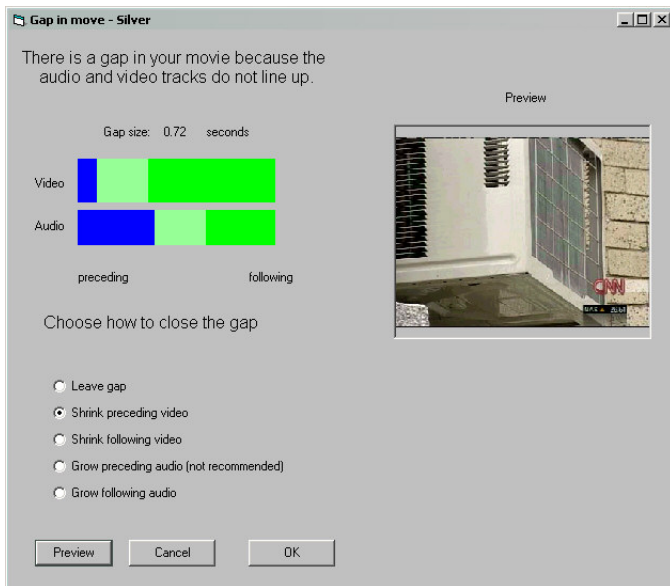 Gap in move - Silver
There is a gap in your movie because the
audio and video tracks do not line up.
Preview
Gap size: 0.72 seconds
Video
Audio
preceding following
Choose how to close the gap
Leave gap
Shrink preceding video
Shrink following video
Grow preceding audio (not recommended)
Grow following audio
Preview Cancel OK
CNN